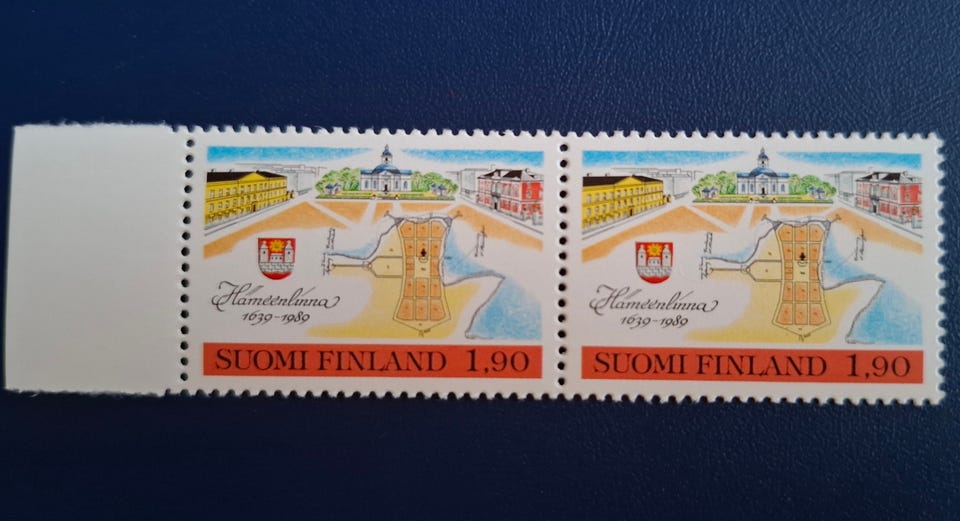 Hämeenlinna
1639-1989
SUOMI FINLAND 1,90
Hämeenlinna
1639-1989
SUOMI FINLAND 1,90